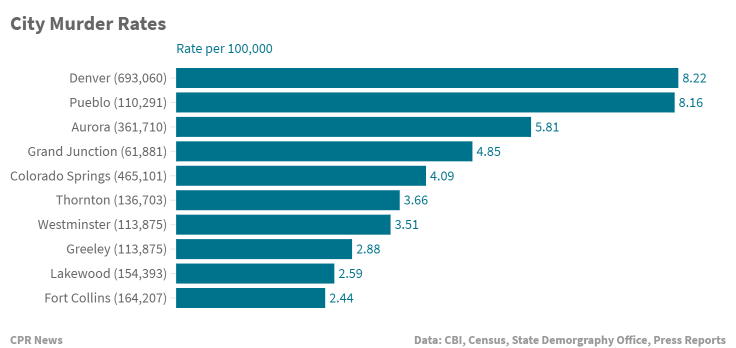 City Murder Rates
Rate per 100,000
Denver (693,060) 8.22
Pueblo (110,291) 8.16
Aurora (361,710) 5.81
Grand Junction (61,881) 4.85
Colorado Springs (465,101) 4.09
Thornton (136,703) 3.66
Westminster (113,875) 3.51
Greeley (113,875) 2.88
Lakewood (154,393) 2.59
Fort Collins (164,207) 2.44
CPR News Data: CBI, Census, State Demorgraphy Office, Press Reports